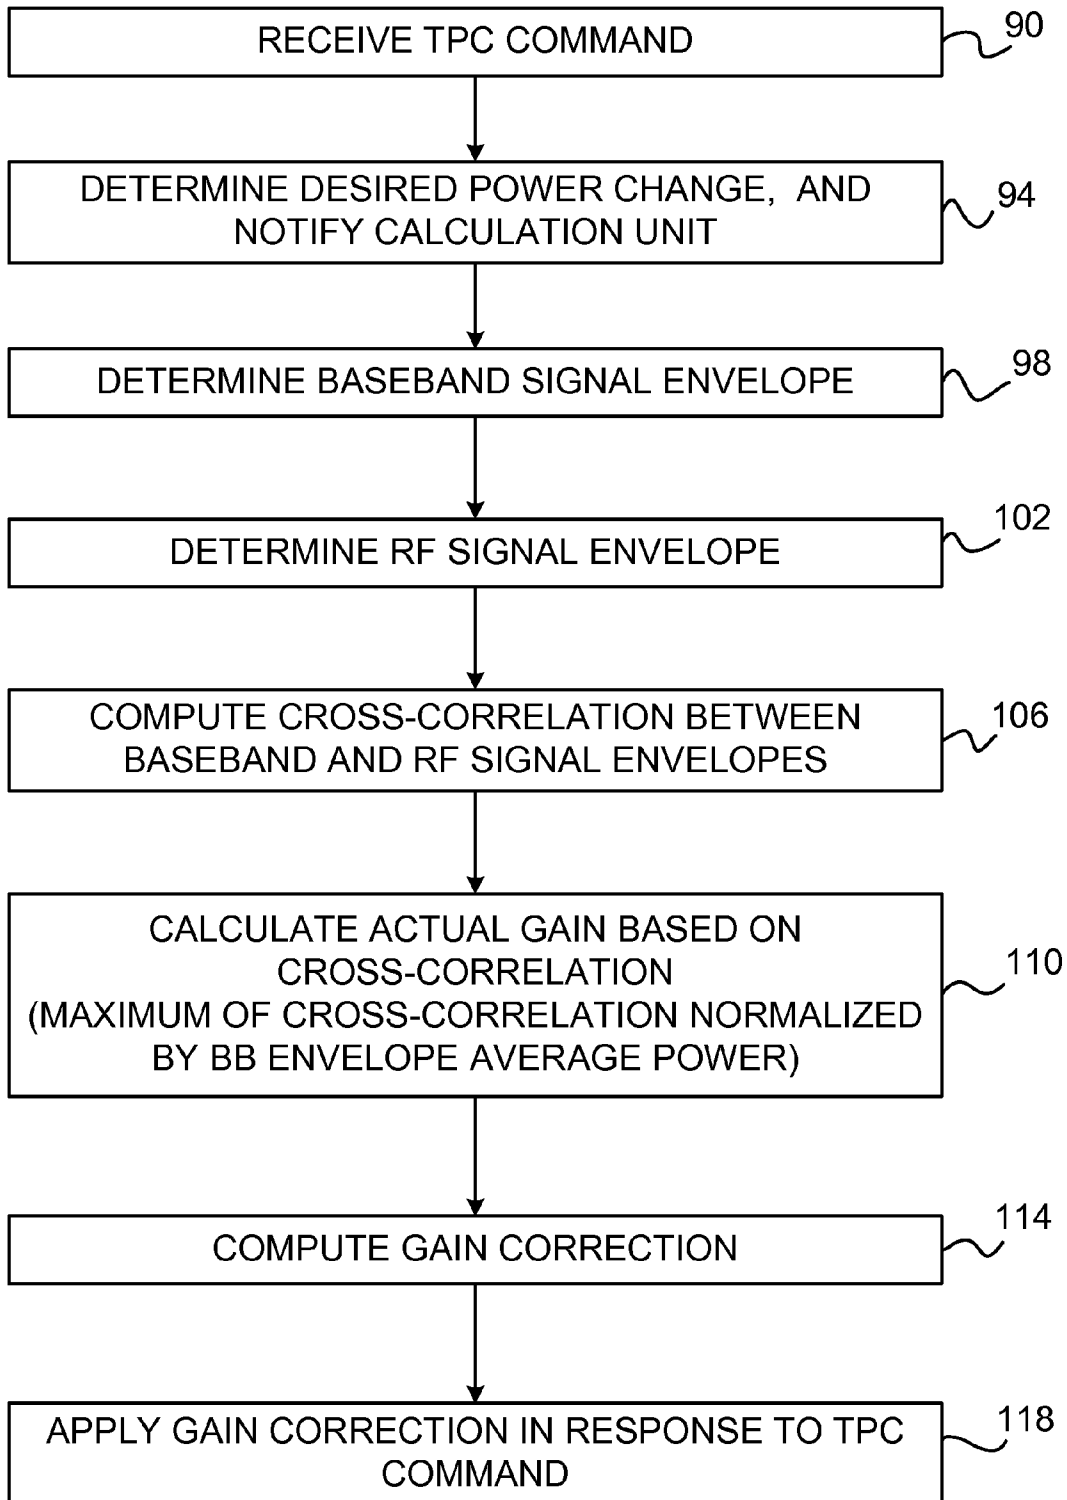 RECEIVE TPC COMMAND
90
DETERMINE DESIRED POWER CHANGE, AND
NOTIFY CALCULATION UNIT
94
DETERMINE BASEBAND SIGNAL ENVELOPE
98
DETERMINE RF SIGNAL ENVELOPE
102
COMPUTE CROSS-CORRELATION BETWEEN
BASEBAND AND RF SIGNAL ENVELOPES
106
CALCULATE ACTUAL GAIN BASED ON
CROSS-CORRELATION
(MAXIMUM OF CROSS-CORRELATION NORMALIZED
BY BB ENVELOPE AVERAGE POWER)
110
COMPUTE GAIN CORRECTION
114
APPLY GAIN CORRECTION IN RESPONSE TO TPC
COMMAND
118